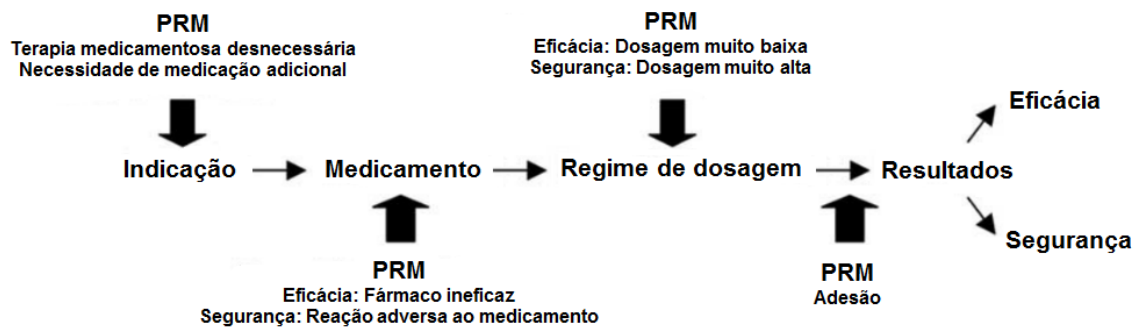 PRM
Terapia medicamentosa desnecessária
Necessidade de medicação adicional
PRM
Eficácia: Dosagem muito baixa
Segurança: Dosagem muito alta
Eficácia
Indicação
Medicamento
Regime de dosagem
Resultados
Segurança
PRM
Eficácia: Fármaco ineficaz
Segurança: Reação adversa ao medicamento
PRM
Adesão